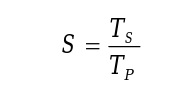 S = T_S / T_P